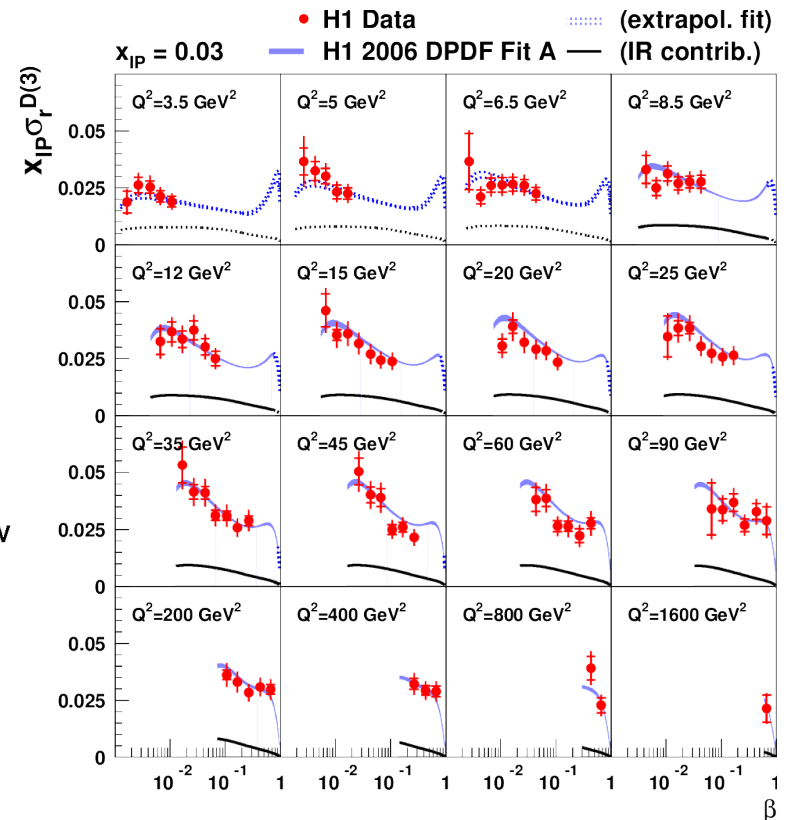 H1 Data (extrapol. fit)
x_IP = 0.03 H1 2006 DPDF Fit A (IR contrib.)
x_IP σ_r^D(3)
Q²=3.5 GeV² Q²=5 GeV² Q²=6.5 GeV² Q²=8.5 GeV²
0.05
0.025
0
Q²=12 GeV² Q²=15 GeV² Q²=20 GeV² Q²=25 GeV²
0.05
0.025
0
Q²=35 GeV² Q²=45 GeV² Q²=60 GeV² Q²=90 GeV²
0.05
0.025
0
Q²=200 GeV² Q²=400 GeV² Q²=800 GeV² Q²=1600 GeV²
0.05
0.025
0
10⁻² 10⁻¹ 1 10⁻² 10⁻¹ 1 10⁻² 10⁻¹ 1 10⁻² 10⁻¹ 1
β